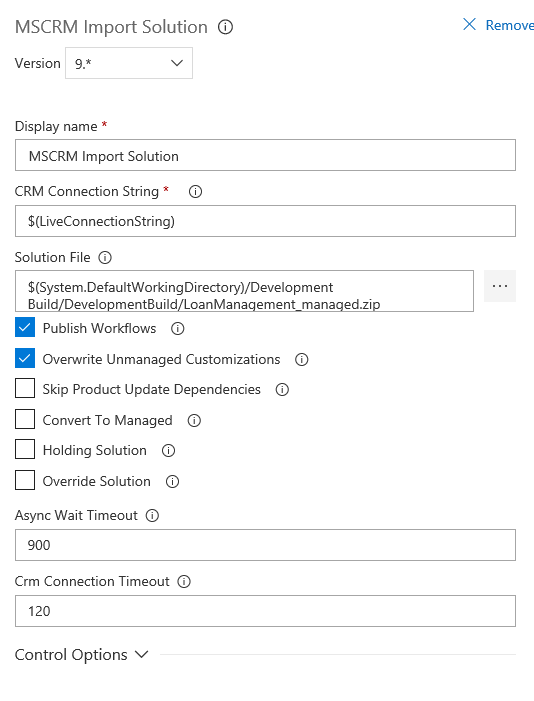 MSCRM Import Solution
Remove
Version 9.*
Display name *
MSCRM Import Solution
CRM Connection String *
$(LiveConnectionString)
Solution File
$(System.DefaultWorkingDirectory)/Development
Build/DevelopmentBuild/LoanManagement_managed.zip
...
Publish Workflows
Overwrite Unmanaged Customizations
Skip Product Update Dependencies
Convert To Managed
Holding Solution
Override Solution
Async Wait Timeout
900
Crm Connection Timeout
120
Control Options